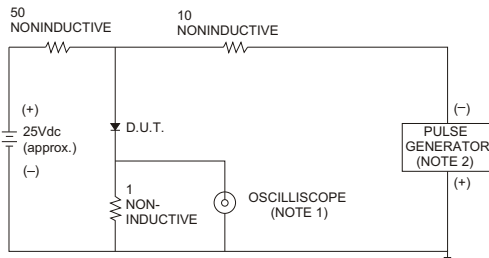 50
NONINDUCTIVE
10
NONINDUCTIVE
(+)
25Vdc
(approx.)
(–)
D.U.T.
1
NON-
INDUCTIVE
OSCILLISCOPE
(NOTE 1)
(–)
PULSE
GENERATOR
(NOTE 2)
(+)